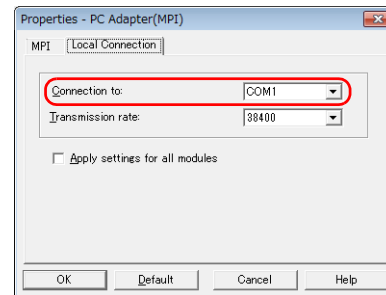 Properties - PC Adapter(MPI)
MPI Local Connection
Connection to: COM1
Transmission rate: 38400
Apply settings for all modules
OK Default Cancel Help